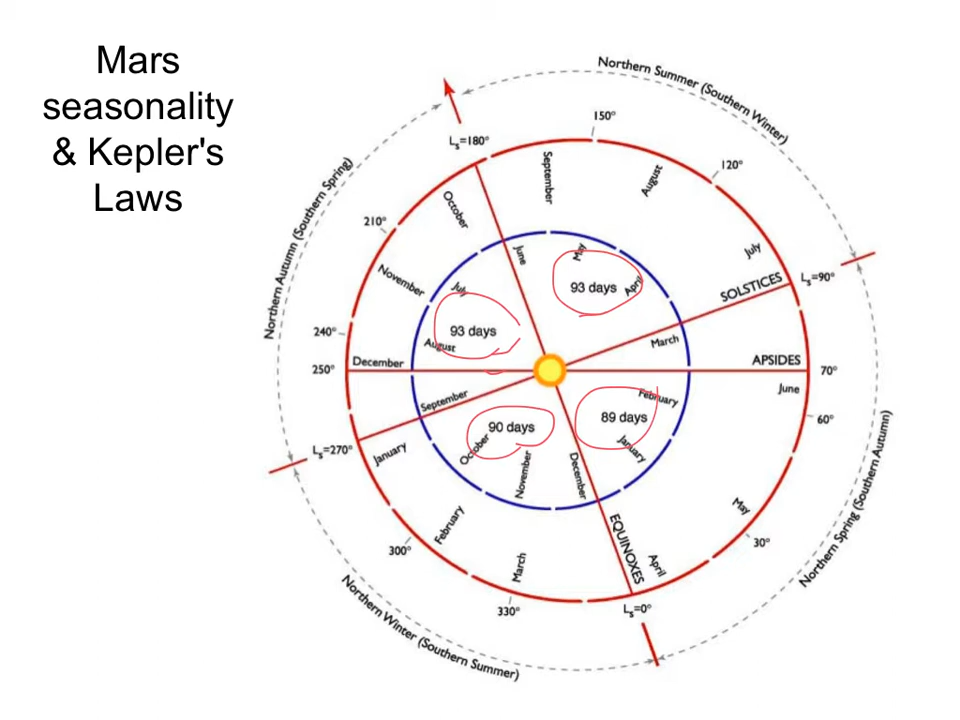 Mars
seasonality
& Kepler's
Laws
Northern Summer (Southern Winter)
150°
Ls=180°
120°
September
August
October
Northern Autumn (Southern Spring)
210°
July
June
May
November
July
93 days
April
SOLSTICES
Ls=90°
240°
93 days
August
March
250°
December
APSIDES
70°
September
February
June
60°
90 days
89 days
Ls=270°
January
October
January
November
December
May
February
EQUINOXES
30°
300°
March
April
330°
Ls=0°
Northern Spring (Southern Autumn)
Northern Winter (Southern Summer)